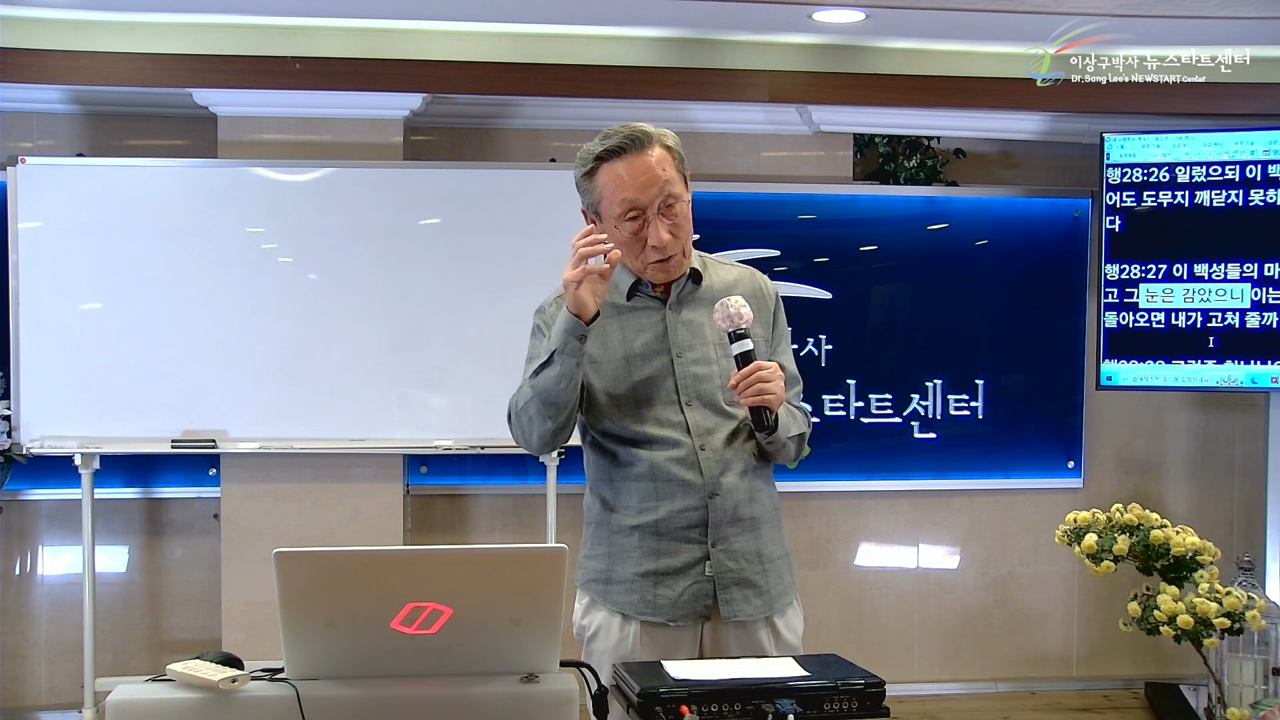 이상구박사 뉴스타트센터
Dr. Sang Lee's NEWSTART Center
행28:26 일렀으되 이 백
어도 도무지 깨닫지 못하
다
행28:27 이 백성들의 마
고 그 눈은 감았으니 이는
돌아오면 내가 고쳐 줄까
사
스타트센터